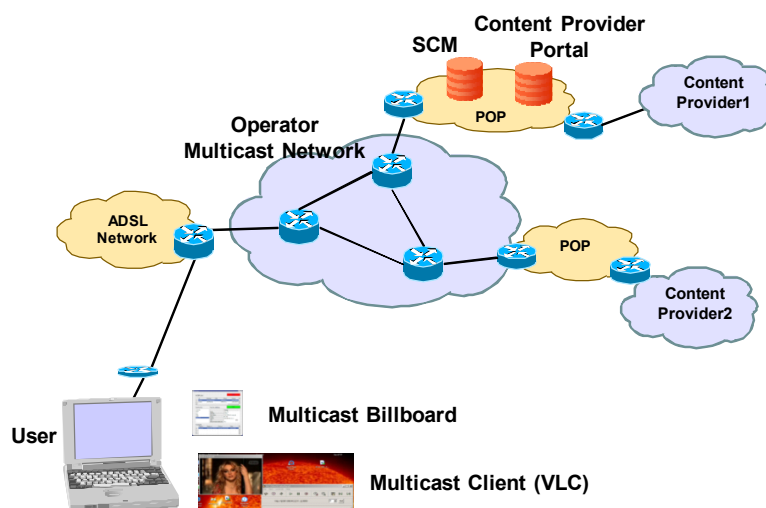 Content Provider
Portal
SCM
Content
Provider1
POP
Operator
Multicast Network
ADSL
Network
POP
Content
Provider2
User
Multicast Billboard
Multicast Client (VLC)